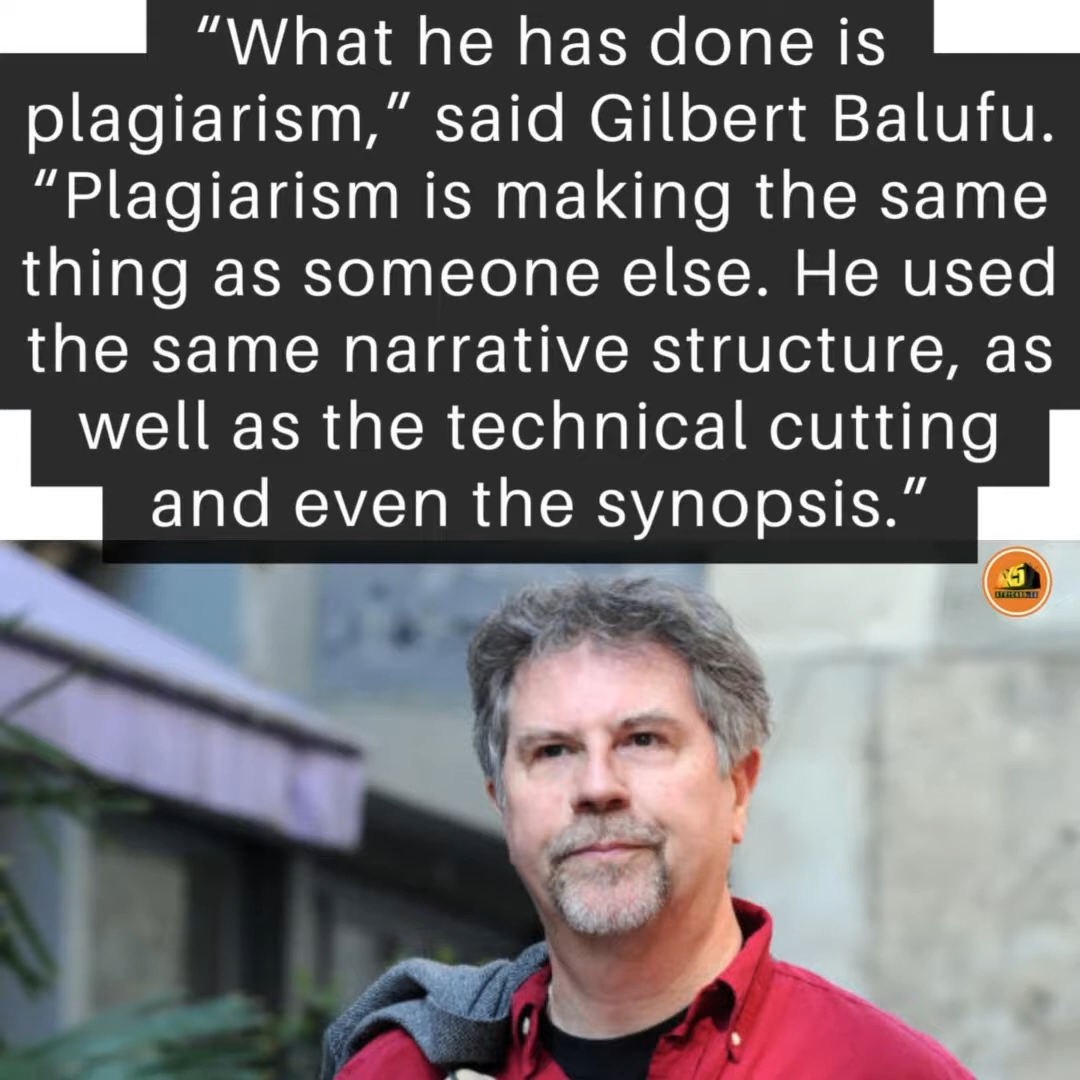 “What he has done is
plagiarism,” said Gilbert Balufu.
“Plagiarism is making the same
thing as someone else. He used
the same narrative structure, as
well as the technical cutting
and even the synopsis.”